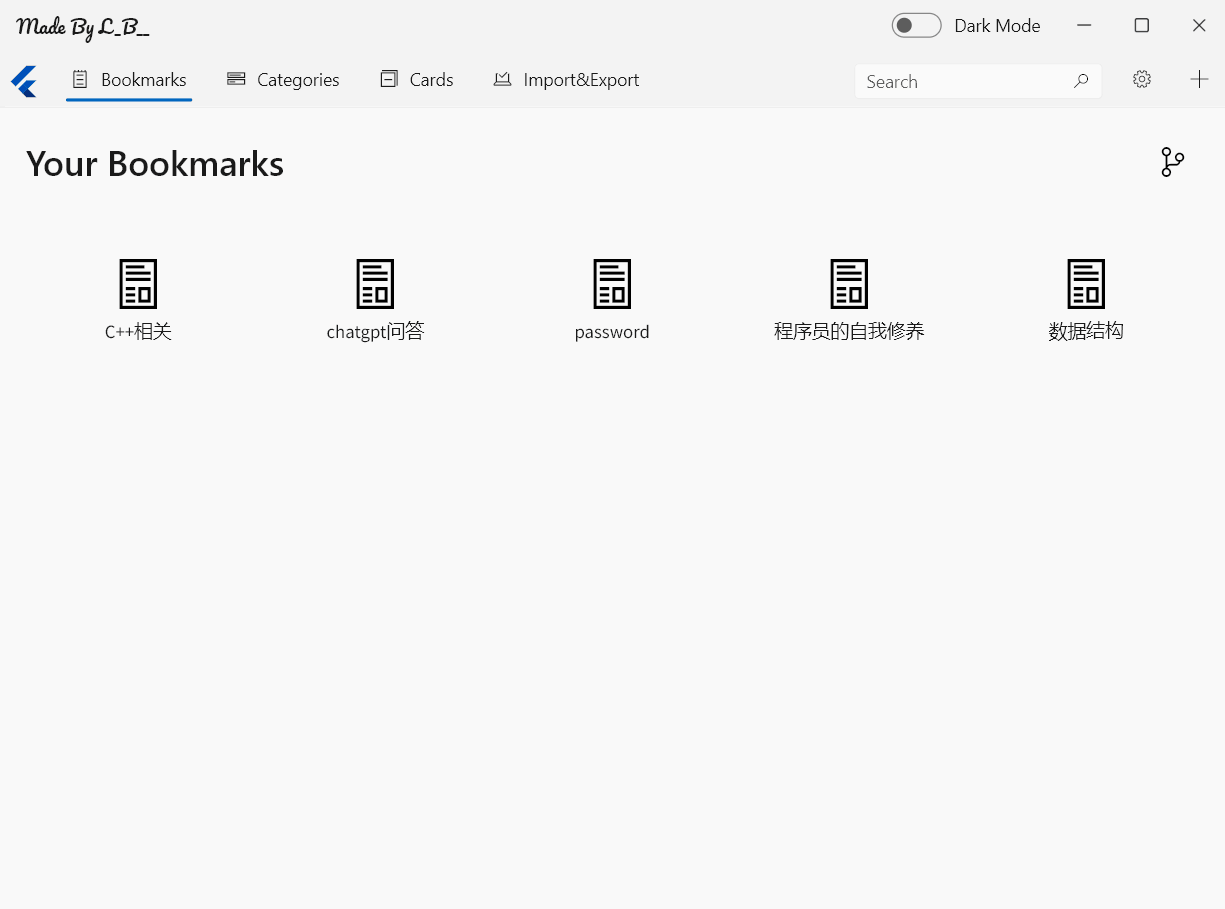 Made By L_B__
Dark Mode
Bookmarks Categories Cards Import&Export Search
Your Bookmarks
C++相关 chatgpt问答 password 程序员的自我修养 数据结构